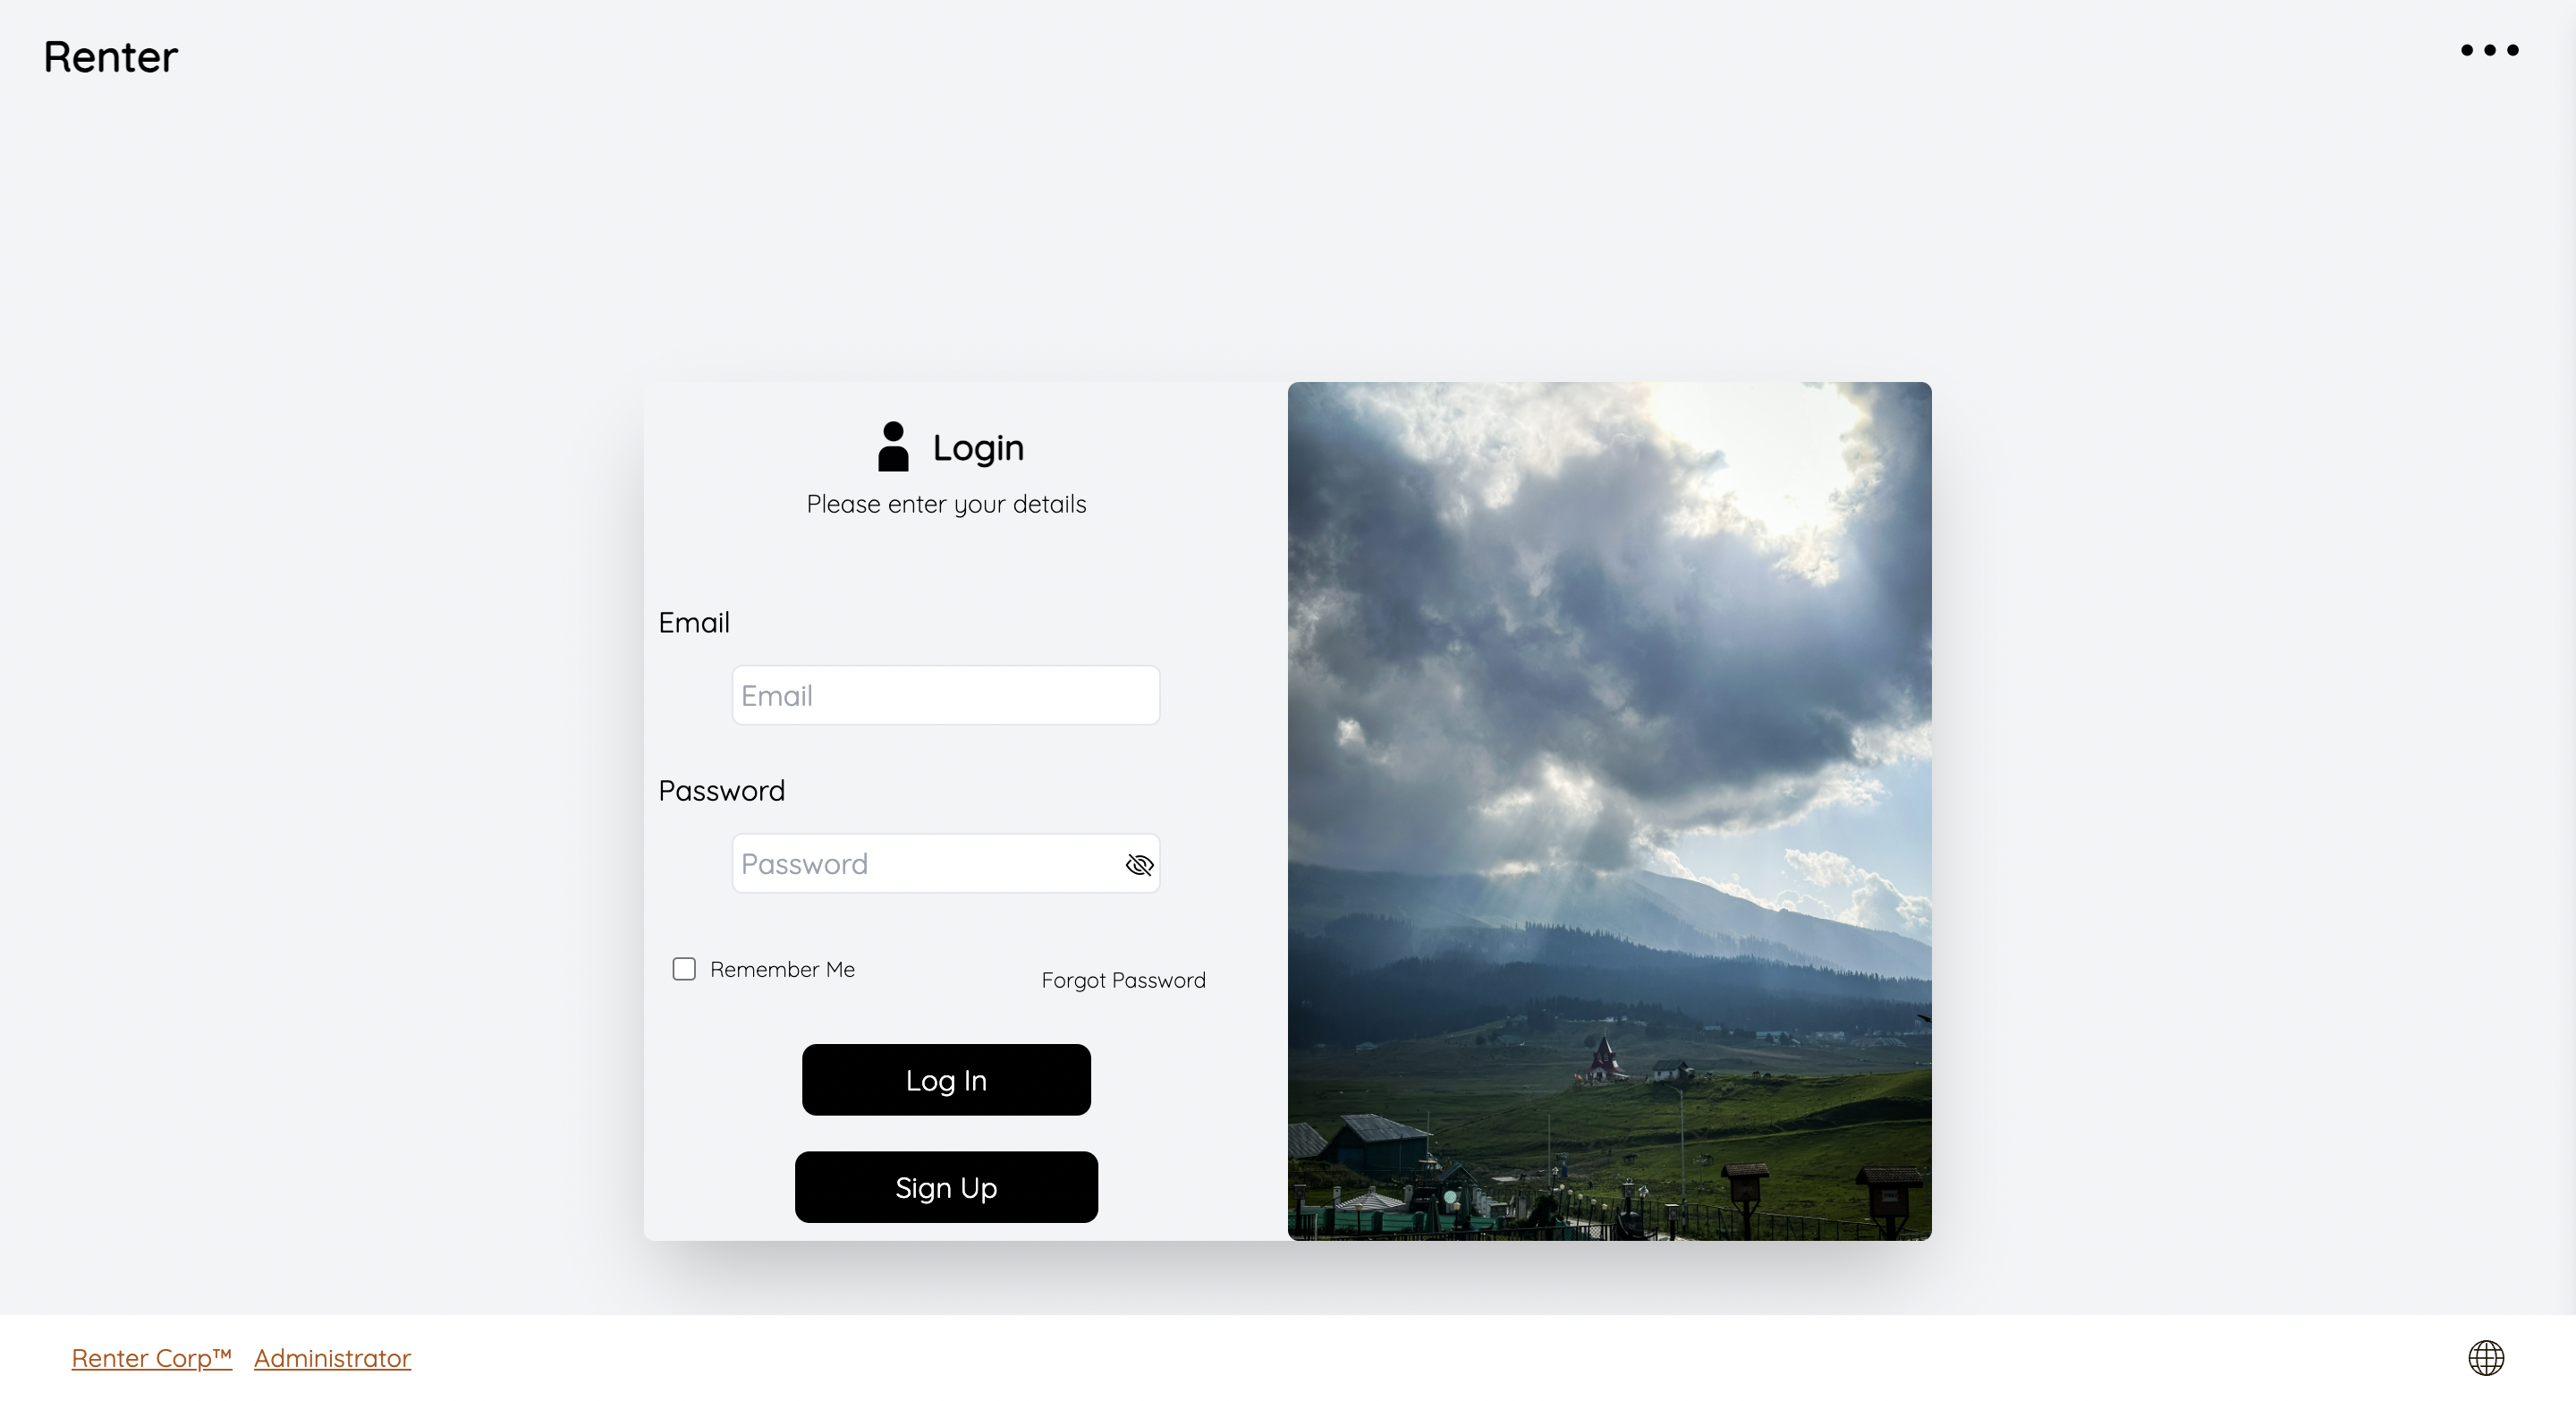 Renter
Login
Please enter your details
Email
Email
Password
Password
Remember Me
Forgot Password
Log In
Sign Up
Renter Corp™ Administrator